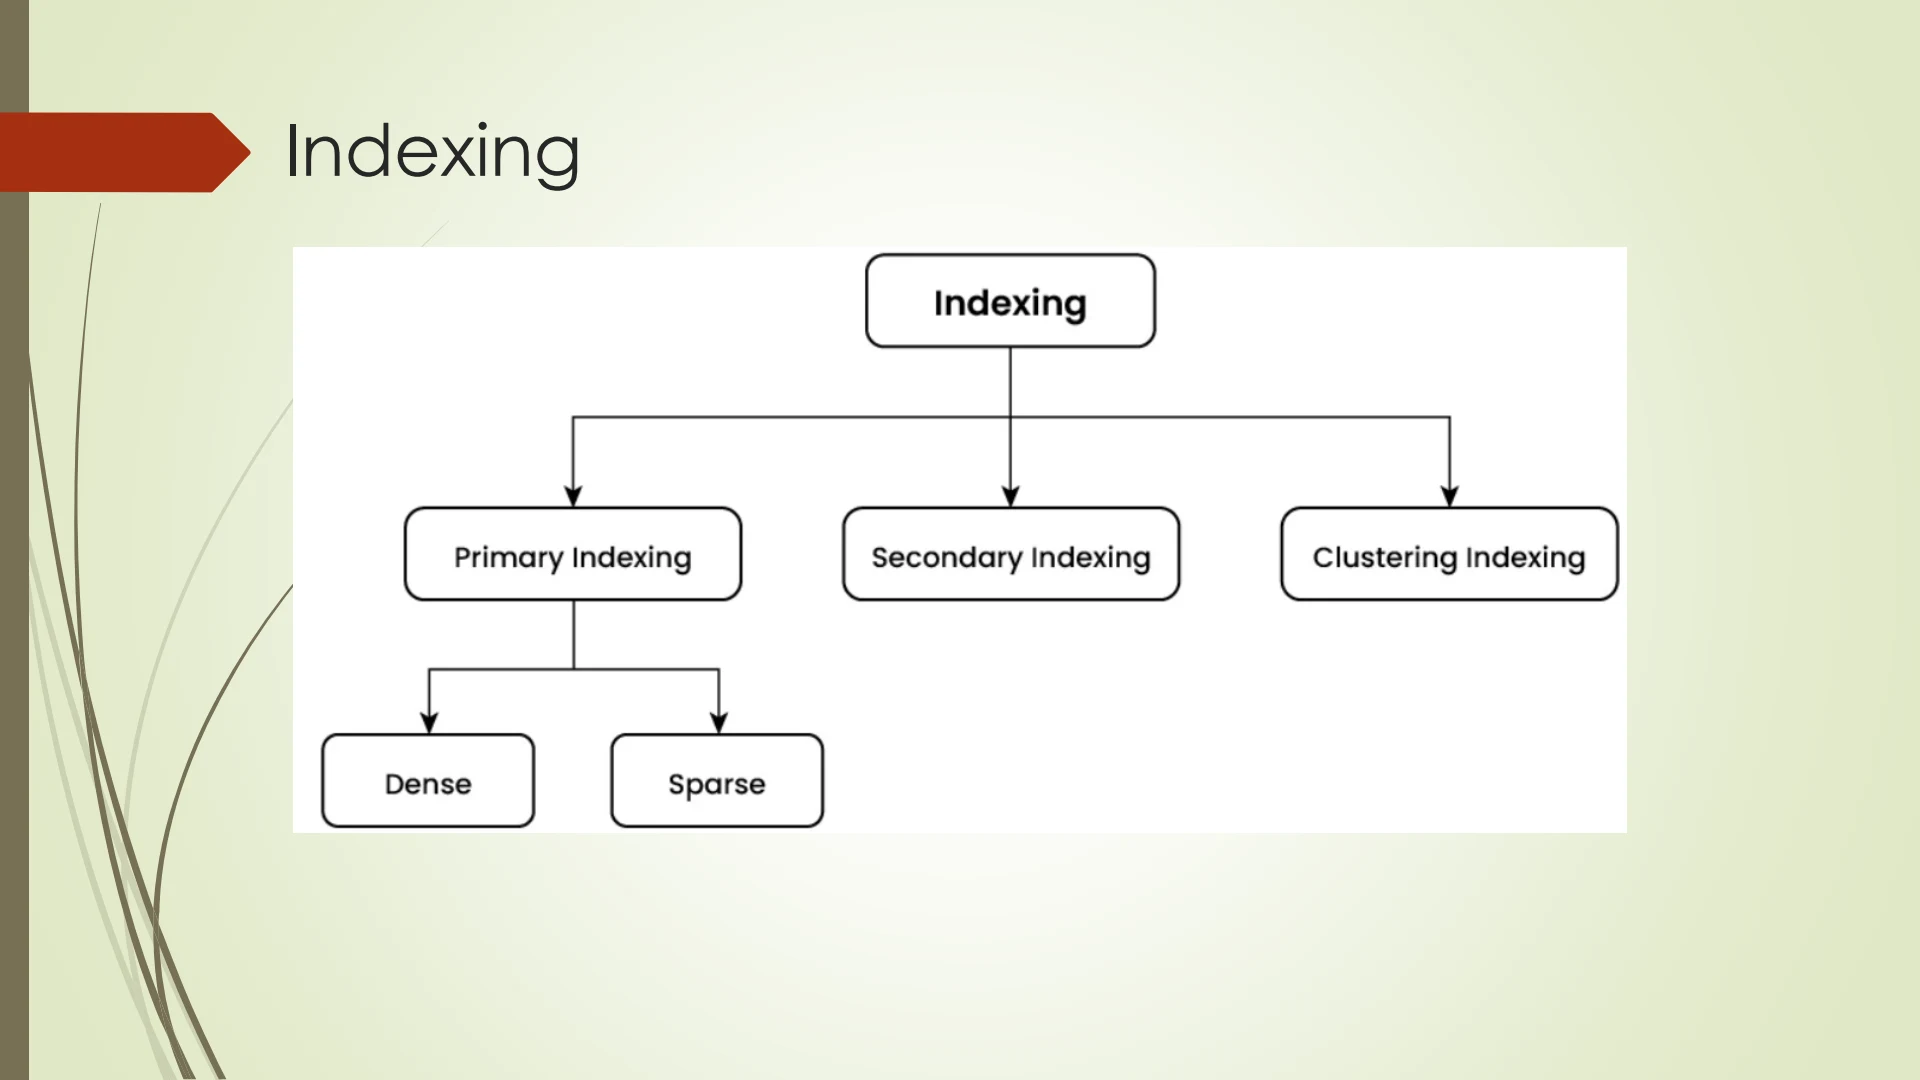 Indexing
Indexing
Primary Indexing
Secondary Indexing
Clustering Indexing
Dense
Sparse